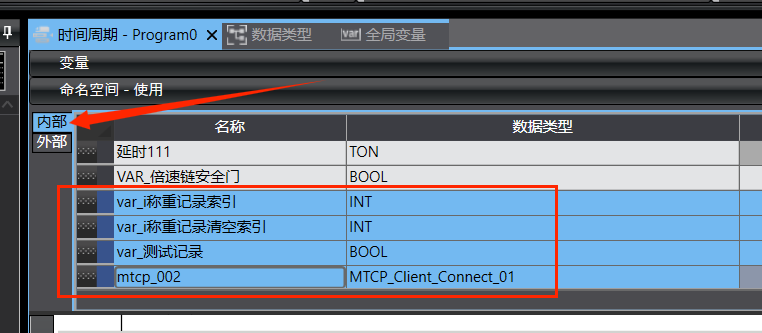 时间周期 - Program0 × 数据类型 var 全局变量
变量
命名空间 - 使用
内部
外部
名称 数据类型
延时111 TON
VAR_倍速链安全门 BOOL
var_i称重记录索引 INT
var_i称重记录清空索引 INT
var_测试记录 BOOL
mtcp_002 MTCP_Client_Connect_01